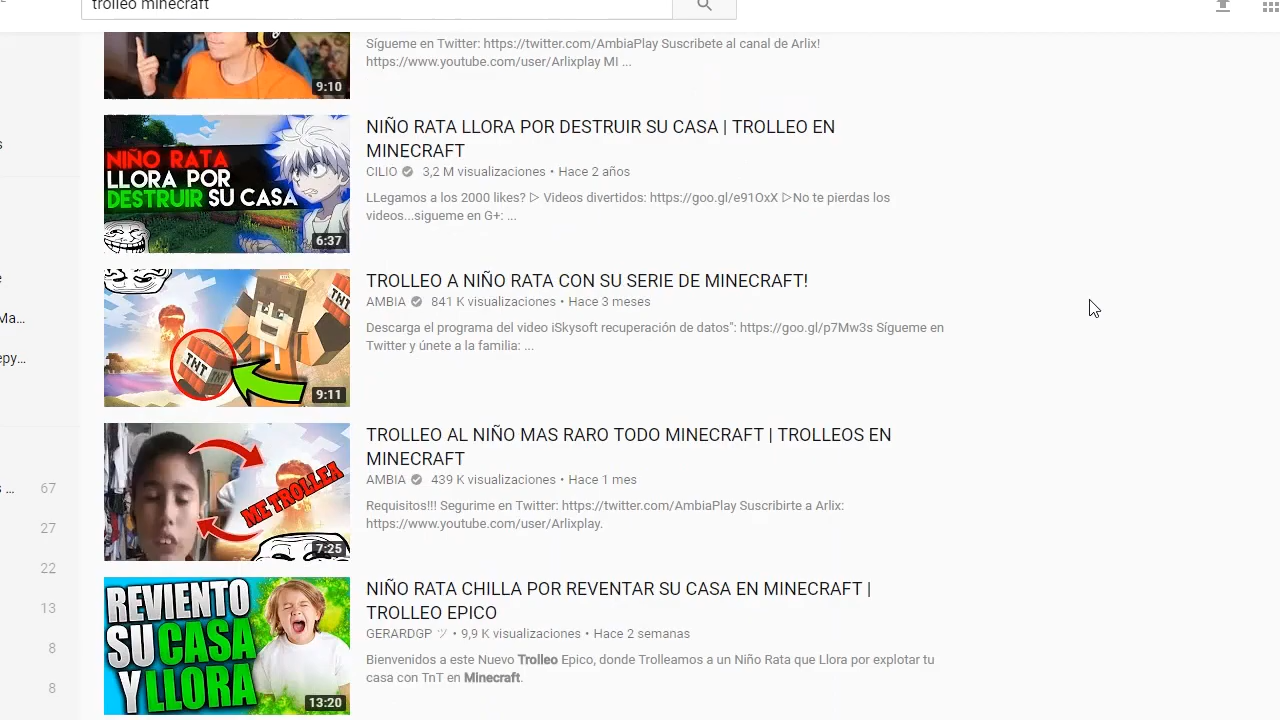 trolleo minecraft
Sígueme en Twitter: https://twitter.com/AmbiaPlay Suscribete al canal de Arlix!
https://www.youtube.com/user/Arlixplay MI ...
9:10
NIÑO RATA LLORA POR DESTRUIR SU CASA | TROLLEO EN
MINECRAFT
CILIO 3,2 M visualizaciones • Hace 2 años
LLegamos a los 2000 likes? ▷ Videos divertidos: https://goo.gl/e91OxX ▷No te pierdas los
videos...sigueme en G+: ...
NIÑO RATA
LLORA POR
DESTRUIR SU CASA
6:37
TROLLEO A NIÑO RATA CON SU SERIE DE MINECRAFT!
AMBIA 841 K visualizaciones • Hace 3 meses
Descarga el programa del video iSkysoft recuperación de datos": https://goo.gl/p7Mw3s Sígueme en
Twitter y únete a la familia: ...
TNT
TNT
TNT
9:11
Ma...
epy...
TROLLEO AL NIÑO MAS RARO TODO MINECRAFT | TROLLEOS EN
MINECRAFT
AMBIA 439 K visualizaciones • Hace 1 mes
Requisitos!!! Segurime en Twitter: https://twitter.com/AmbiaPlay Suscribirte a Arlix:
https://www.youtube.com/user/Arlixplay.
ME TROLLEA
7:25
s ... 67
27
22
13
8
8
NIÑO RATA CHILLA POR REVENTAR SU CASA EN MINECRAFT |
TROLLEO EPICO
GERARDGP ツ • 9,9 K visualizaciones • Hace 2 semanas
Bienvenidos a este Nuevo Trolleo Epico, donde Trolleamos a un Niño Rata que Llora por explotar tu
casa con TnT en Minecraft.
REVIENTO
SU CASA
Y LLORA
13:20